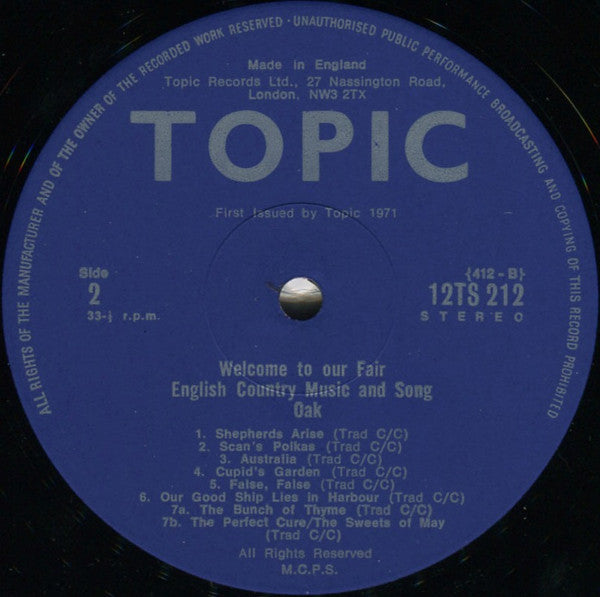 ALL RIGHTS OF THE MANUFACTURER AND OF THE OWNER OF THE RECORDED WORK RESERVED · UNAUTHORISED PUBLIC PERFORMANCE BROADCASTING AND COPYING OF THIS RECORD PROHIBITED
Made in England
Topic Records Ltd., 27 Nassington Road,
London. NW3 2TX
TOPIC
First Issued by Topic 1971
Side
2
33-⅓ r.p.m.
(412-B)
12TS 212
STEREO
Welcome to our Fair
English Country Music and Song
Oak
1. Shepherds Arise (Trad C/C)
2. Scan's Polkas (Trad C/C)
3. Australia (Trad C/C)
4. Cupid's Garden (Trad C/C)
5. False, False (Trad C/C)
6. Our Good Ship Lies in Harbour (Trad C/C)
7a. The Bunch of Thyme (Trad C/C)
7b. The Perfect Cure/The Sweets of May
(Trad C/C)
All Rights Reserved
M.C.P.S.